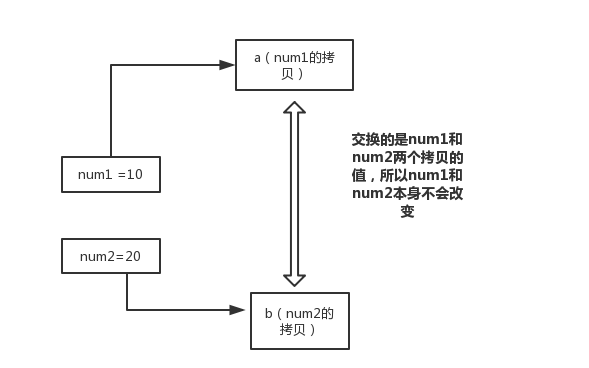 a（num1的拷
贝）
交换的是num1和
num2两个拷贝的
值，所以num1和
num2本身不会改
变
num1 =10
num2=20
b（num2的
拷贝）